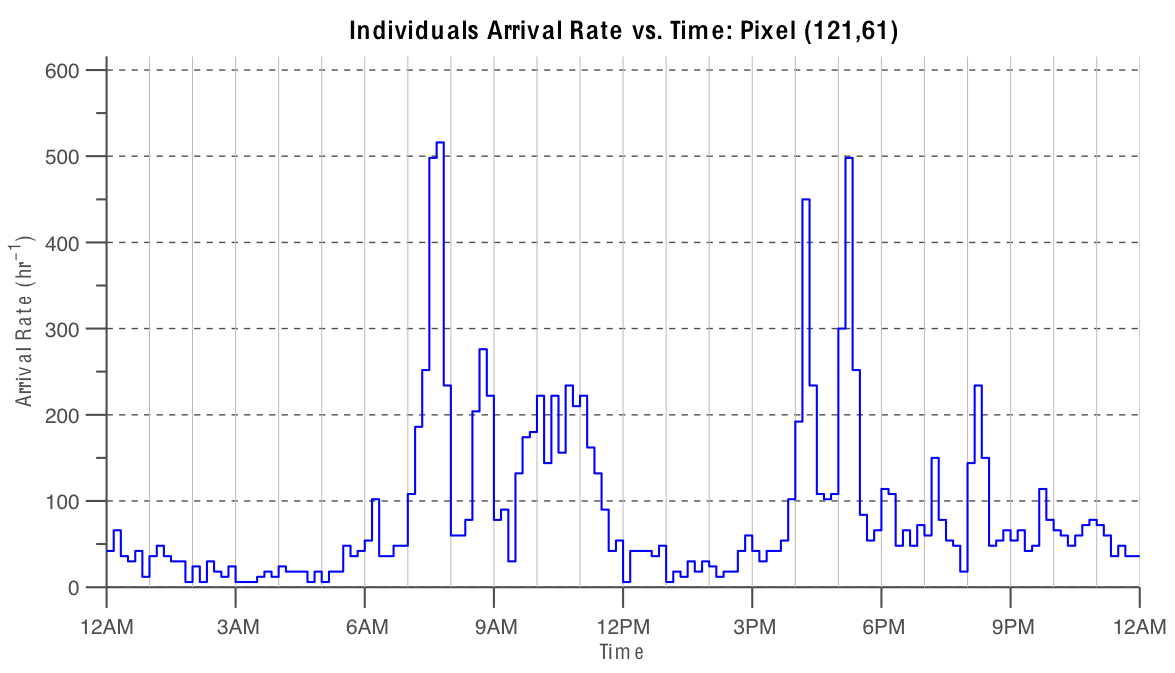 Individuals Arrival Rate vs. Time: Pixel (121,61)
600
500
400
300
200
100
0
Arrival Rate (hr⁻¹)
12AM 3AM 6AM 9AM 12PM 3PM 6PM 9PM 12AM
Time